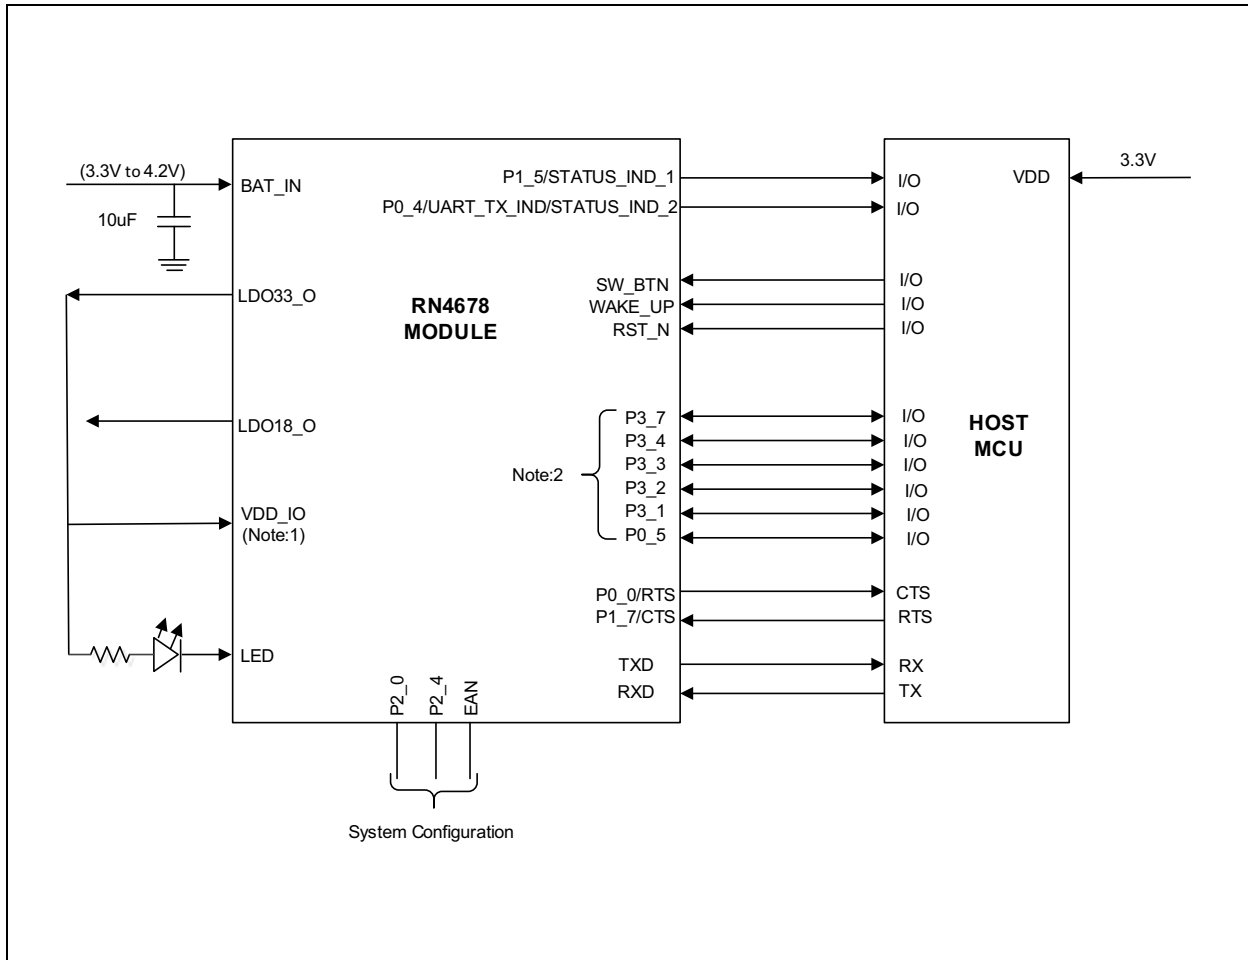 (3.3V to 4.2V)
10uF
BAT_IN
LDO33_O
LDO18_O
VDD_IO
(Note:1)
LED
RN4678
MODULE
P1_5/STATUS_IND_1
P0_4/UART_TX_IND/STATUS_IND_2
SW_BTN
WAKE_UP
RST_N
Note:2
P3_7
P3_4
P3_3
P3_2
P3_1
P0_5
P0_0/RTS
P1_7/CTS
TXD
RXD
P2_0
P2_4
EAN
System Configuration
I/O
I/O
I/O
I/O
I/O
I/O
I/O
I/O
I/O
I/O
I/O
CTS
RTS
RX
TX
HOST
MCU
VDD
3.3V